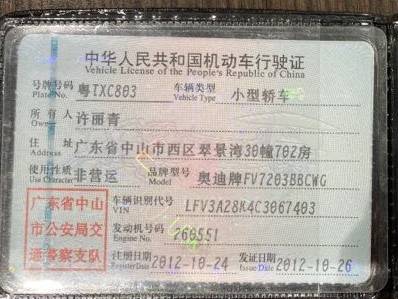 中华人民共和国机动车行驶证
Vehicle License of the People's Republic of China
号牌号码 粤TXC803 车辆类型 小型轿车
Plate No. Vehicle Type
所有人 许丽青
Owner
住址 广东省中山市西区翠景湾30幢702房
Address
使用性质 非营运 品牌型号 奥迪牌FV7203BBCWG
Use Character Model
广东省中山
市公安局交
通警察支队
车辆识别代号 LFV3A28K4C3067403
VIN
发动机号码 260551
Engine No.
注册日期 2012-10-24 发证日期 2012-10-26
Register Date Issue Date